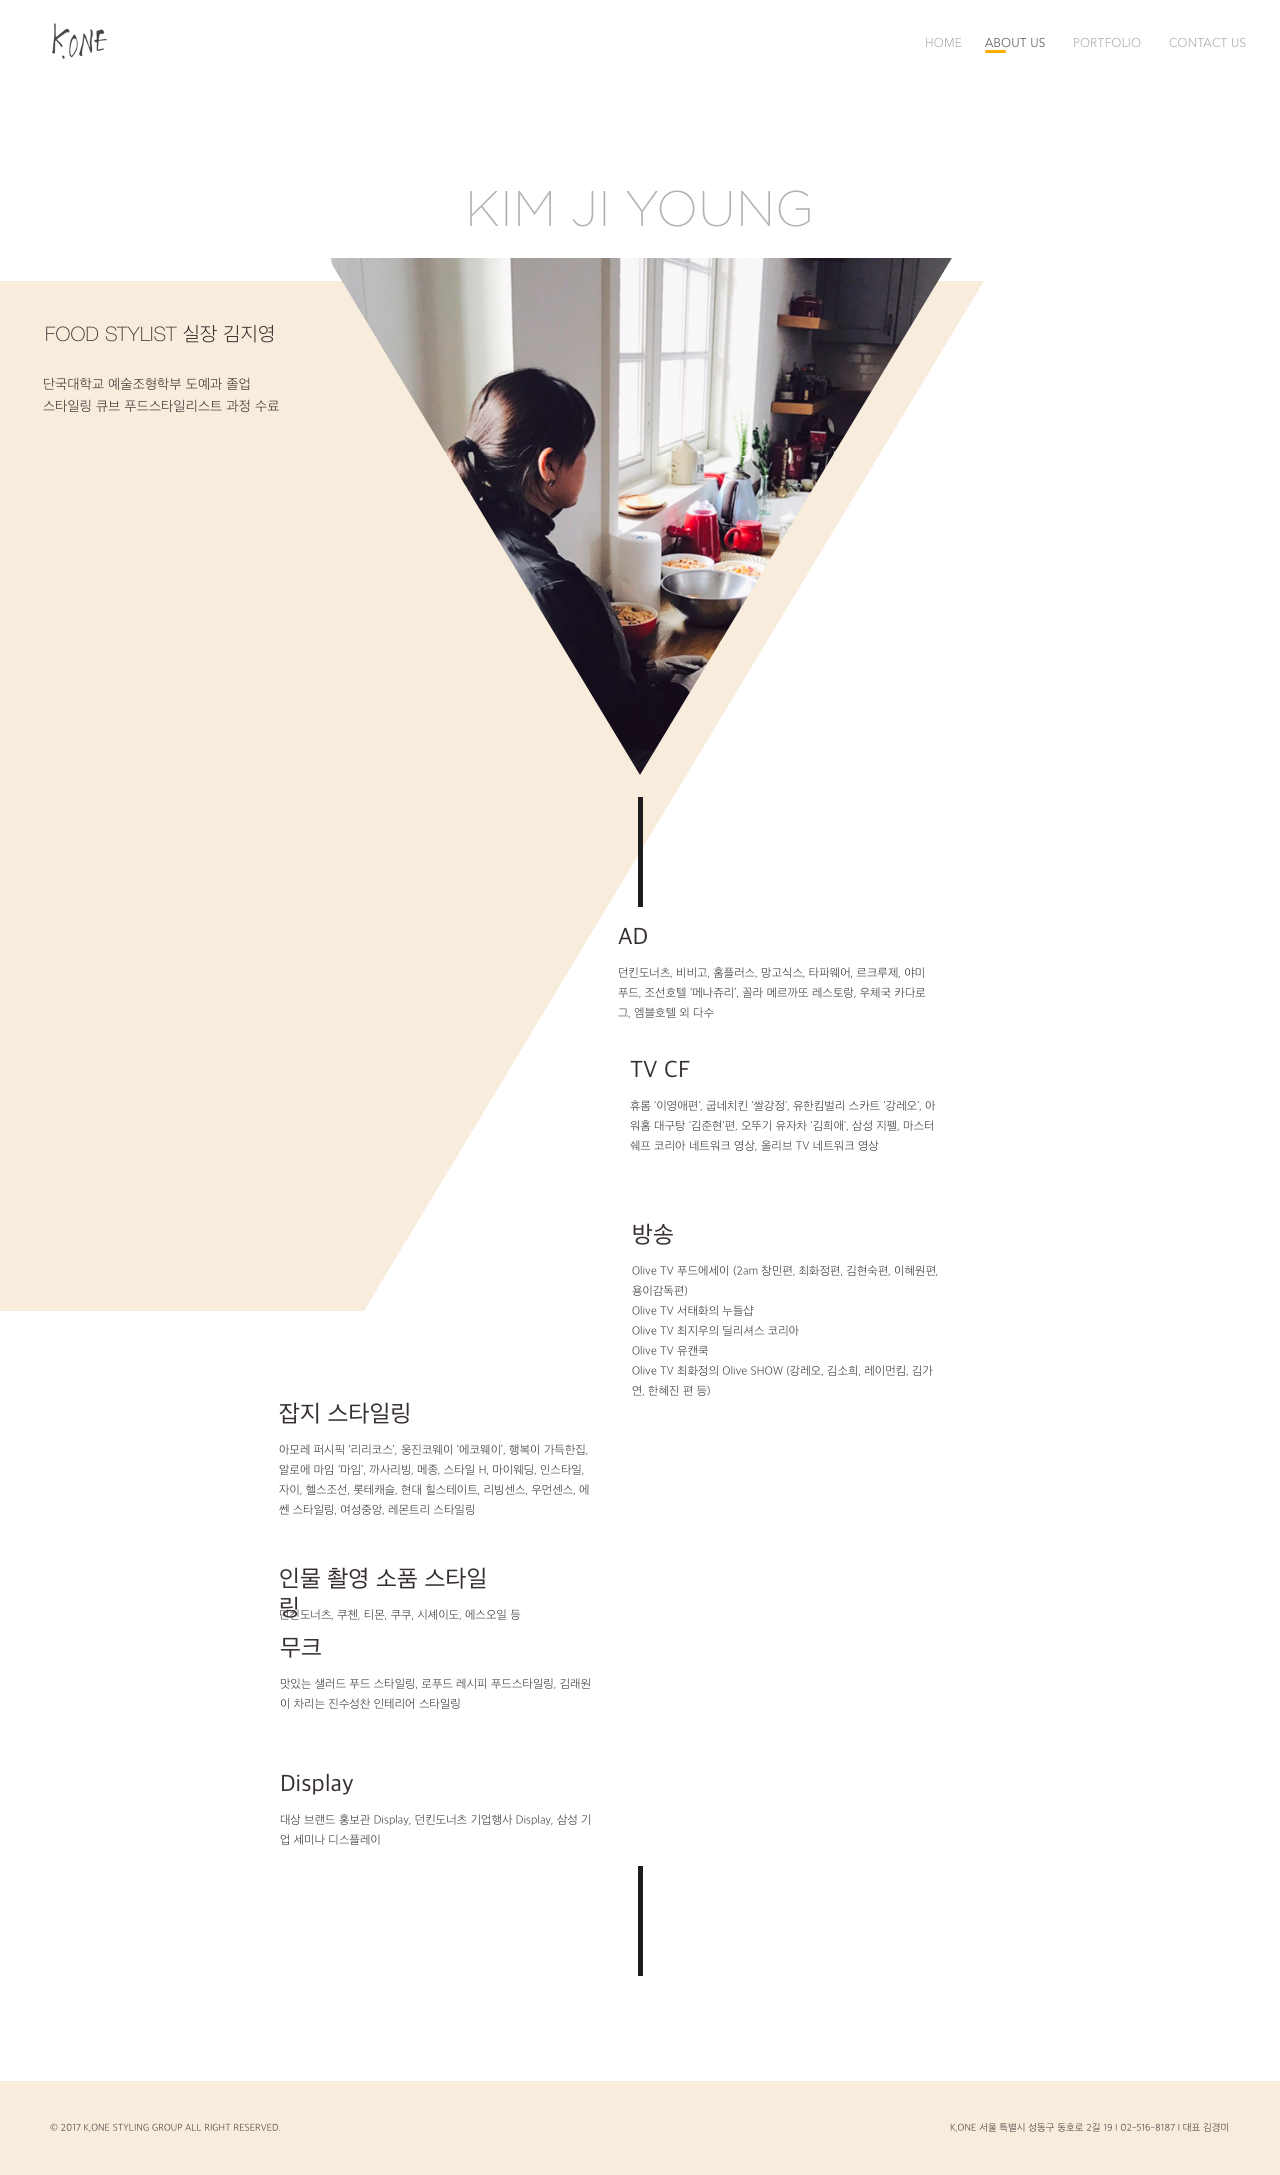 K.ONE
HOME ABOUT US PORTFOLIO CONTACT US
KIM JI YOUNG
FOOD STYLIST 실장 김지영
단국대학교 예술조형학부 도예과 졸업
스타일링 큐브 푸드스타일리스트 과정 수료
AD
던킨도너츠, 비비고, 홈플러스, 망고식스, 타파웨어, 르크루제, 야미
푸드, 조선호텔 '메나쥬리', 꼴라 메르까또 레스토랑, 우체국 카다로
그, 엠블호텔 외 다수
TV CF
휴롬 '이영애편', 굽네치킨 '쌀강정', 유한킴벌리 스카트 '강레오', 아
워홈 대구탕 '김준현'편, 오뚜기 유자차 '김희애', 삼성 지펠, 마스터
쉐프 코리아 네트워크 영상, 올리브 TV 네트워크 영상
방송
Olive TV 푸드에세이 (2am 창민편, 최화정편, 김현숙편, 이혜원편,
용이감독편)
Olive TV 서태화의 누들샵
Olive TV 최지우의 딜리셔스 코리아
Olive TV 유캔쿡
Olive TV 최화정의 Olive SHOW (강레오, 김소희, 레이먼킴, 김가
연, 한혜진 편 등)
잡지 스타일링
아모레 퍼시픽 '리리코스', 웅진코웨이 '에코웨이', 행복이 가득한집,
알로에 마임 '마임', 까사리빙, 메종, 스타일 H, 마이웨딩, 인스타일,
자이, 헬스조선, 롯테캐슬, 현대 힐스테이트, 리빙센스, 우먼센스, 에
쎈 스타일링, 여성중앙, 레몬트리 스타일링
인물 촬영 소품 스타일
링
던킨도너츠, 쿠첸, 티몬, 쿠쿠, 시셰이도, 에스오일 등
무크
맛있는 샐러드 푸드 스타일링, 로푸드 레시피 푸드스타일링, 김래원
이 차리는 진수성찬 인테리어 스타일링
Display
대상 브랜드 홍보관 Display, 던킨도너츠 기업행사 Display, 삼성 기
업 세미나 디스플레이
© 2017 K,ONE STYLING GROUP ALL RIGHT RESERVED.
K,ONE 서울 특별시 성동구 동호로 2길 19 I 02-516-8187 I 대표 김경미